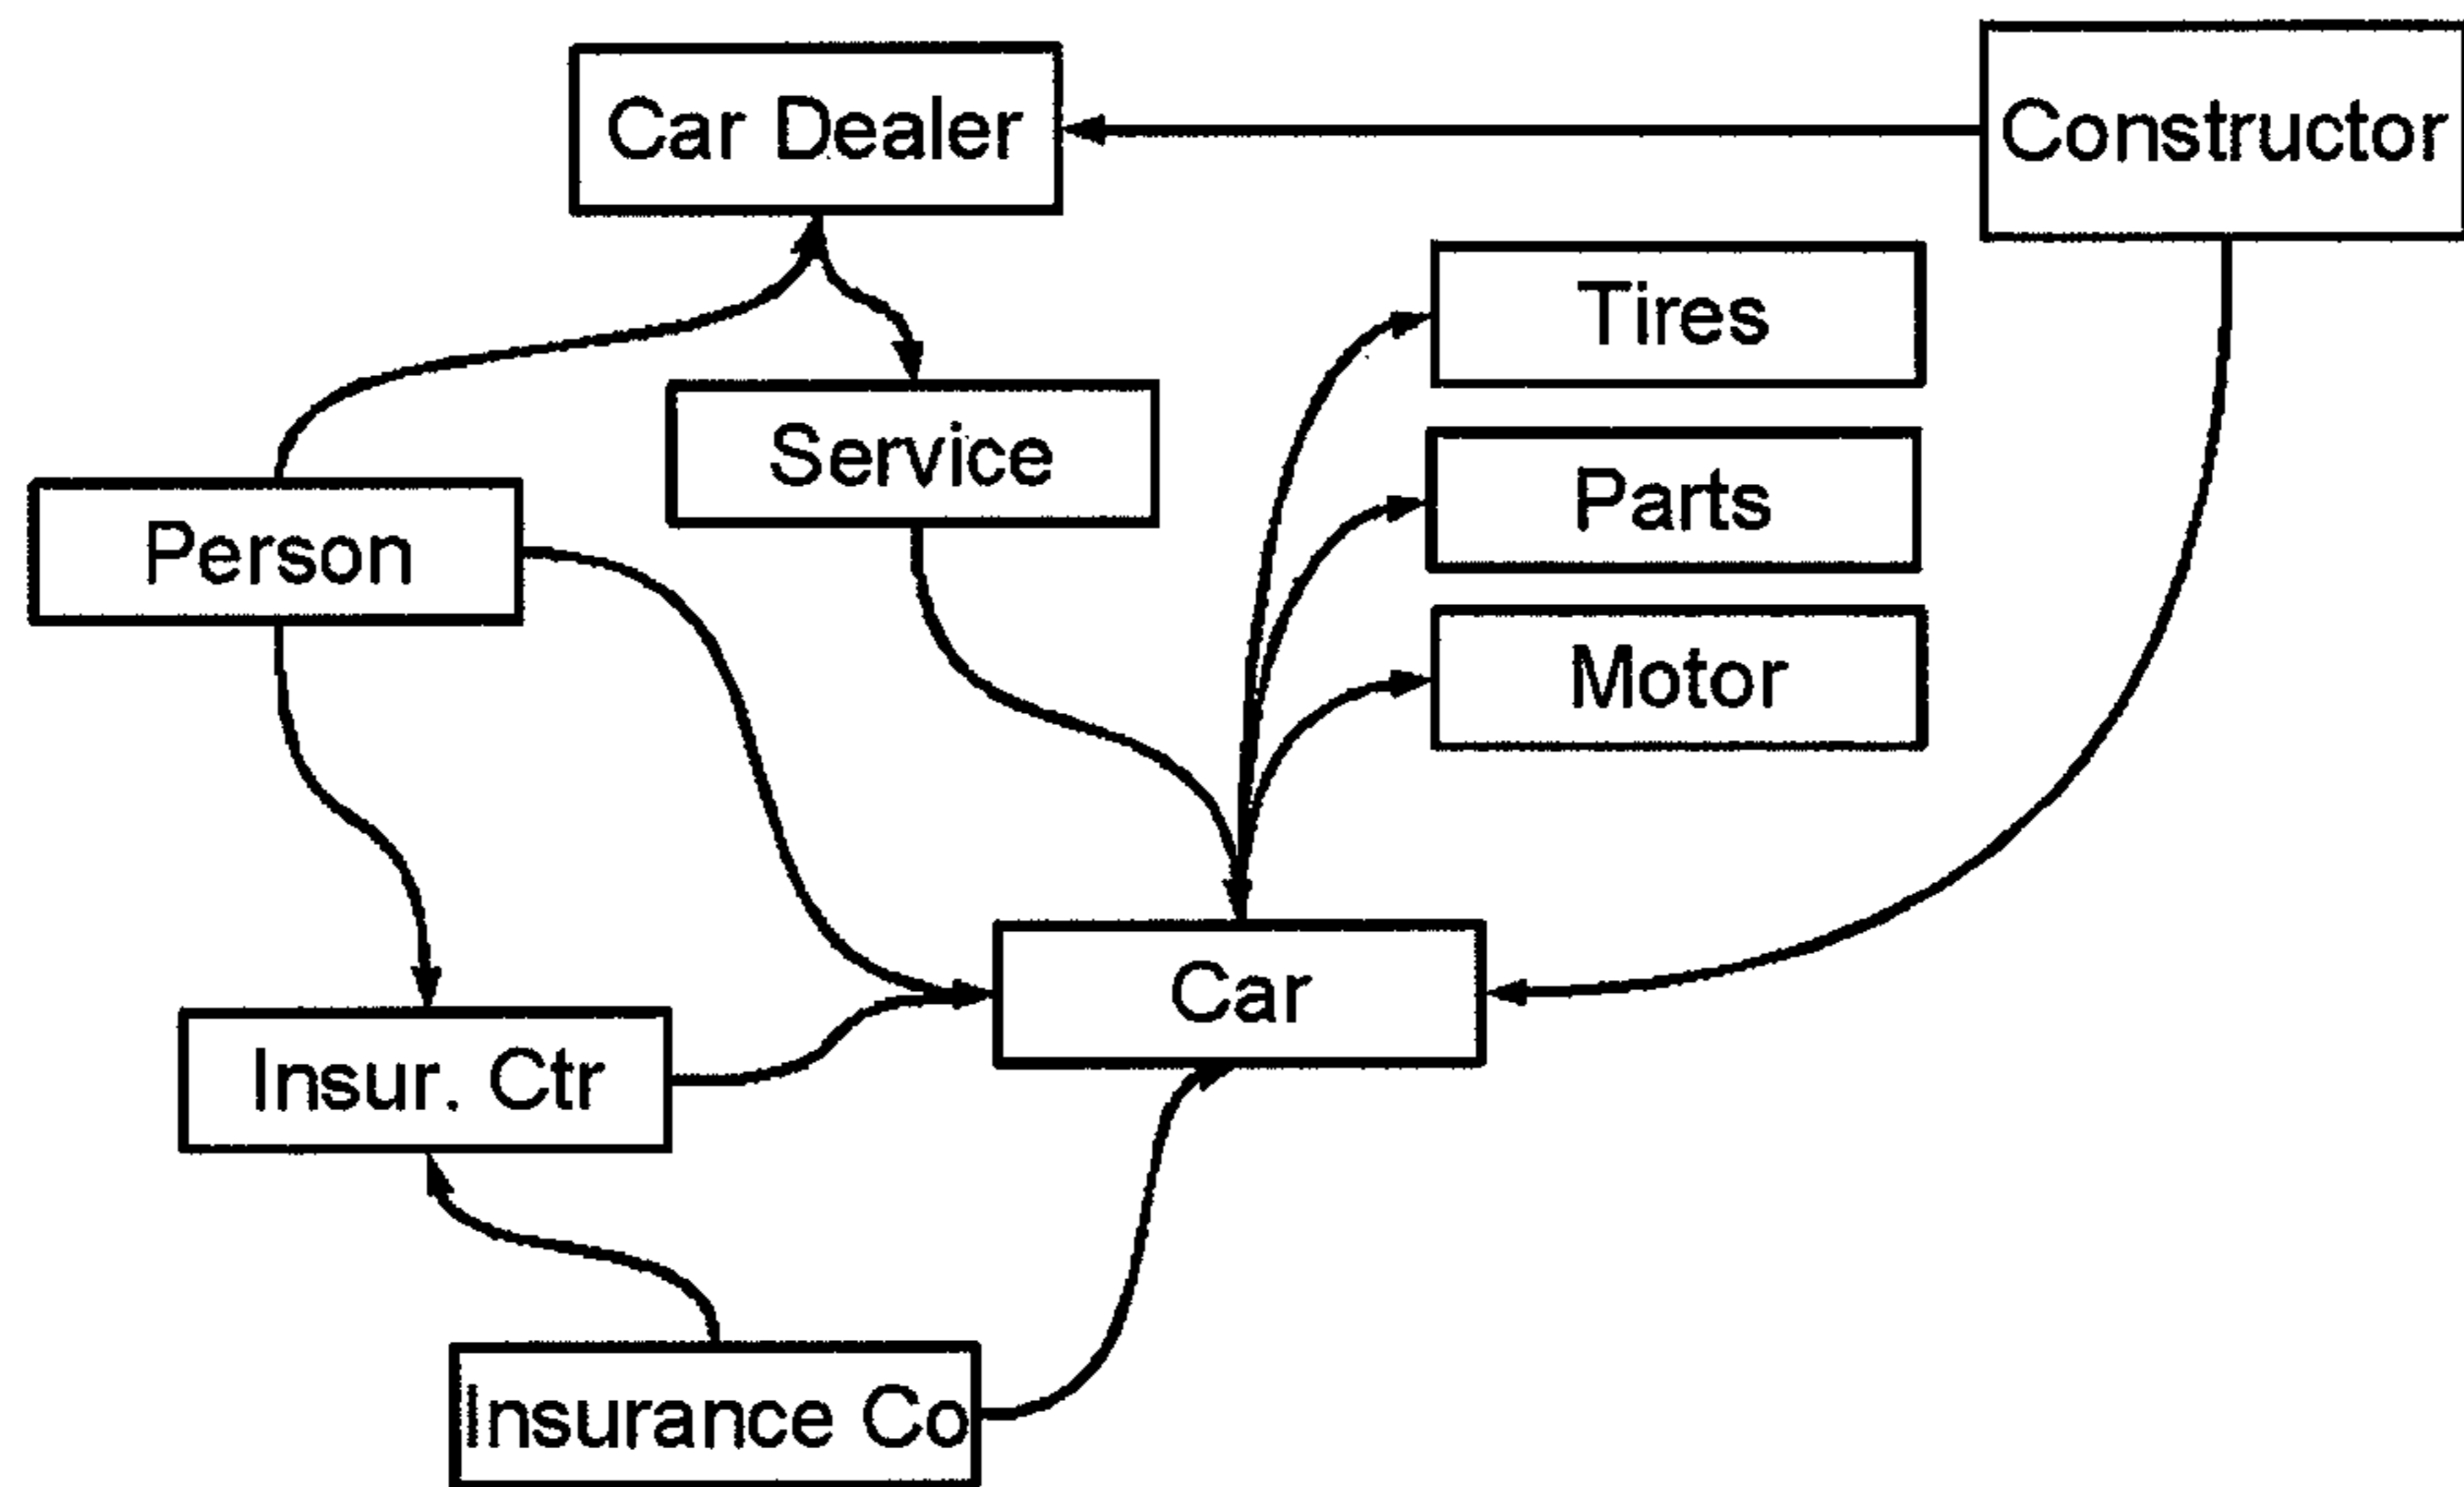 Car Dealer
Constructor
Tires
Service
Parts
Person
Motor
Car
Insur. Ctr
Insurance Co